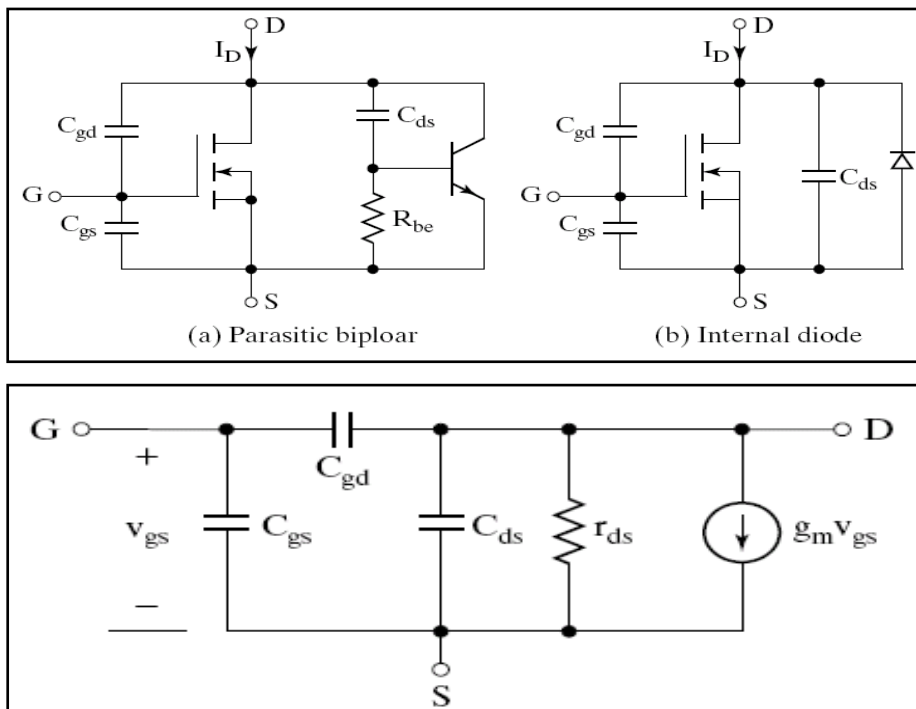 D
I_D
C_gd
C_ds
G
C_gs
R_be
S
(a) Parasitic biploar
D
I_D
C_gd
G
C_ds
C_gs
S
(b) Internal diode
G
D
+
C_gd
v_gs
C_gs
C_ds
r_ds
g_m v_gs
−
S